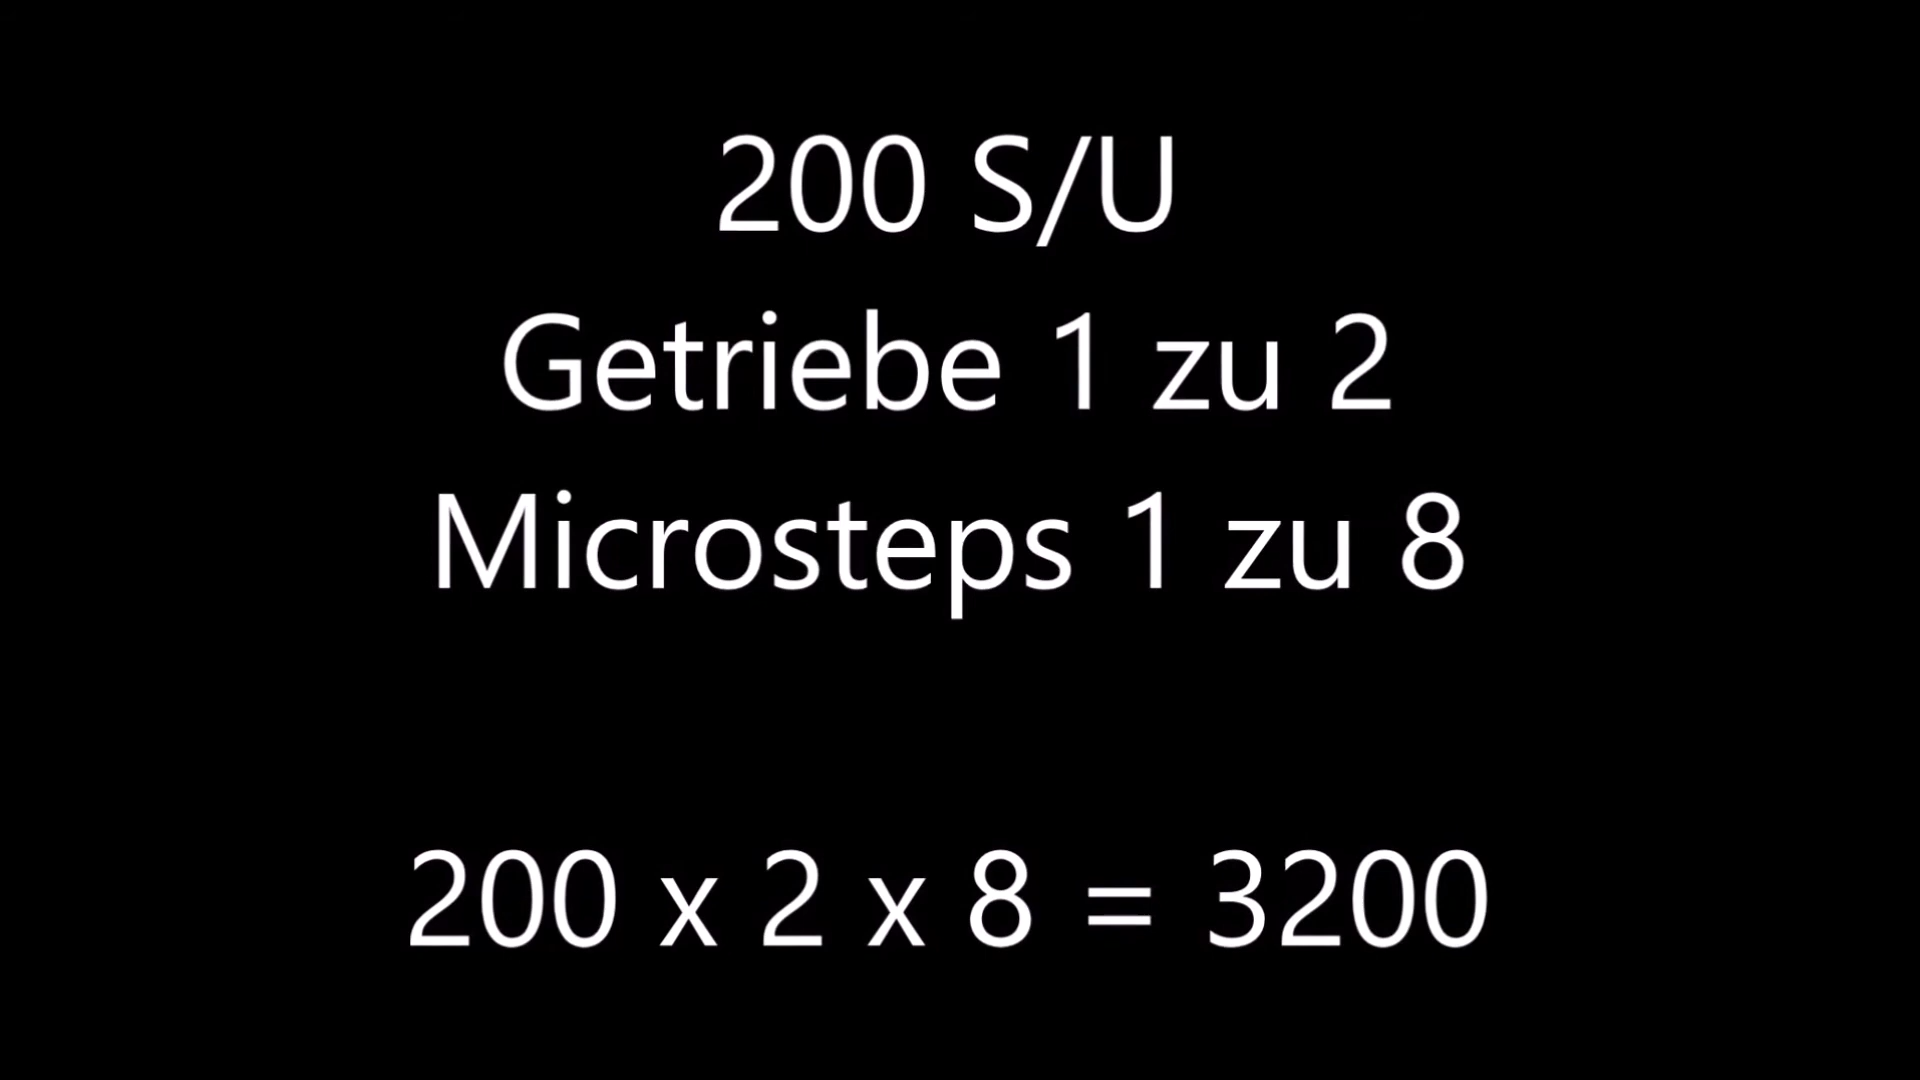 200 S/U
Getriebe 1 zu 2
Microsteps 1 zu 8
200 x 2 x 8 = 3200